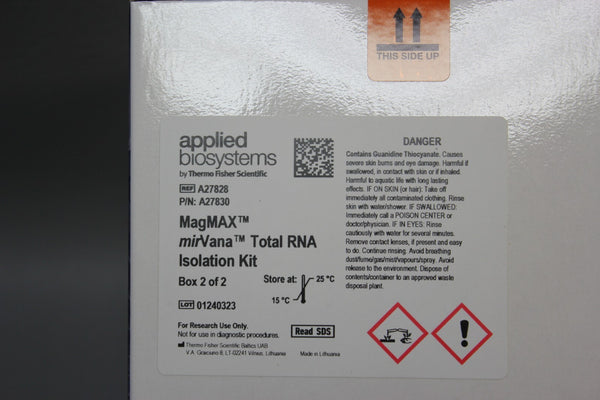 THIS SIDE UP
applied
biosystems
by Thermo Fisher Scientific
REF A27828
P/N: A27830
MagMAX™
mirVana™ Total RNA
Isolation Kit
Box 2 of 2
Store at:
25 °C
15 °C
LOT 01240323
For Research Use Only.
Not for use in diagnostic procedures.
Read SDS
Thermo Fisher Scientific Baltics UAB
V.A. Graiciuno 8, LT-02241 Vilnius, Lithuania
Made in Lithuania
DANGER
Contains Guanidine Thiocyanate. Causes
severe skin burns and eye damage. Harmful if
swallowed, in contact with skin or if inhaled.
Harmful to aquatic life with long lasting
effects. IF ON SKIN (or hair): Take off
immediately all contaminated clothing. Rinse
skin with water/shower. IF SWALLOWED:
Immediately call a POISON CENTER or
doctor/physician. IF IN EYES: Rinse
cautiously with water for several minutes.
Remove contact lenses, if present and easy
to do. Continue rinsing. Avoid breathing
dust/fume/gas/mist/vapours/spray. Avoid
release to the environment. Dispose of
contents/container to an approved waste
disposal plant.